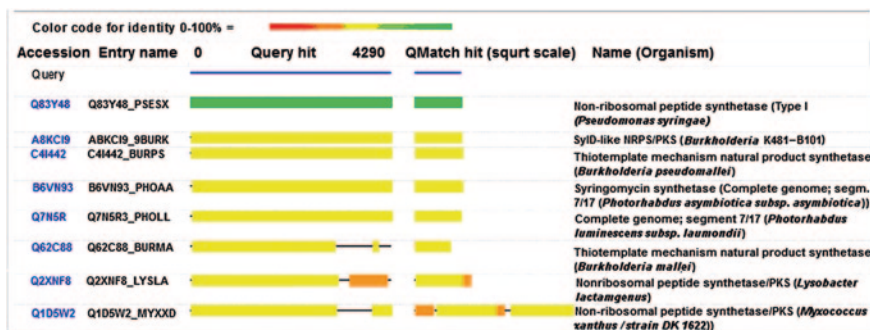 Color code for identity 0-100% =
Accession Entry name 0 Query hit 4290 QMatch hit (squrt scale) Name (Organism)
Query
Q83Y48 Q83Y48_PSESX Non-ribosomal peptide synthetase (Type I
(Pseudomonas syringae)
A8KCI9 ABKCI9_9BURK SylD-like NRPS/PKS (Burkholderia K481-B101)
C4I442 C4I442_BURPS Thiotemplate mechanism natural product synthetase
(Burkholderia pseudomallei)
B6VN93 B6VN93_PHOAA Syringomycin synthetase (Complete genome; segm.
7/17 (Photorhabdus asymbiotica subsp. asymbiotica))
Q7N5R Q7N5R3_PHOLL Complete genome; segment 7/17 (Photorhabdus
luminescens subsp. laumondii)
Q62C88 Q62C88_BURMA Thiotemplate mechanism natural product synthetase
(Burkholderia mallei)
Q2XNF8 Q2XNF8_LYSLA Nonribosomal peptide synthetase/PKS (Lysobacter
lactamgenus)
Q1D5W2 Q1D5W2_MYXXD Non-ribosomal peptide synthetase/PKS (Myxococcus
xanthus /strain DK 1622))